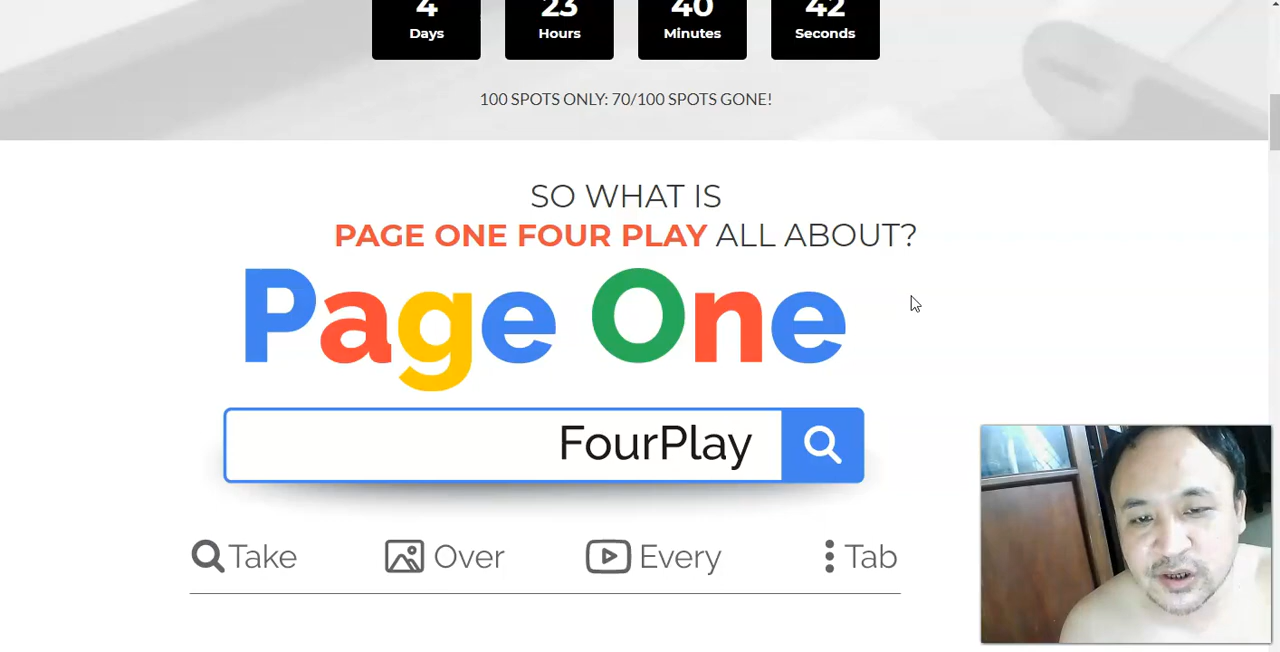 4 23 40 42
Days Hours Minutes Seconds
100 SPOTS ONLY: 70/100 SPOTS GONE!
SO WHAT IS
PAGE ONE FOUR PLAY ALL ABOUT?
Page One
FourPlay
Take Over Every Tab